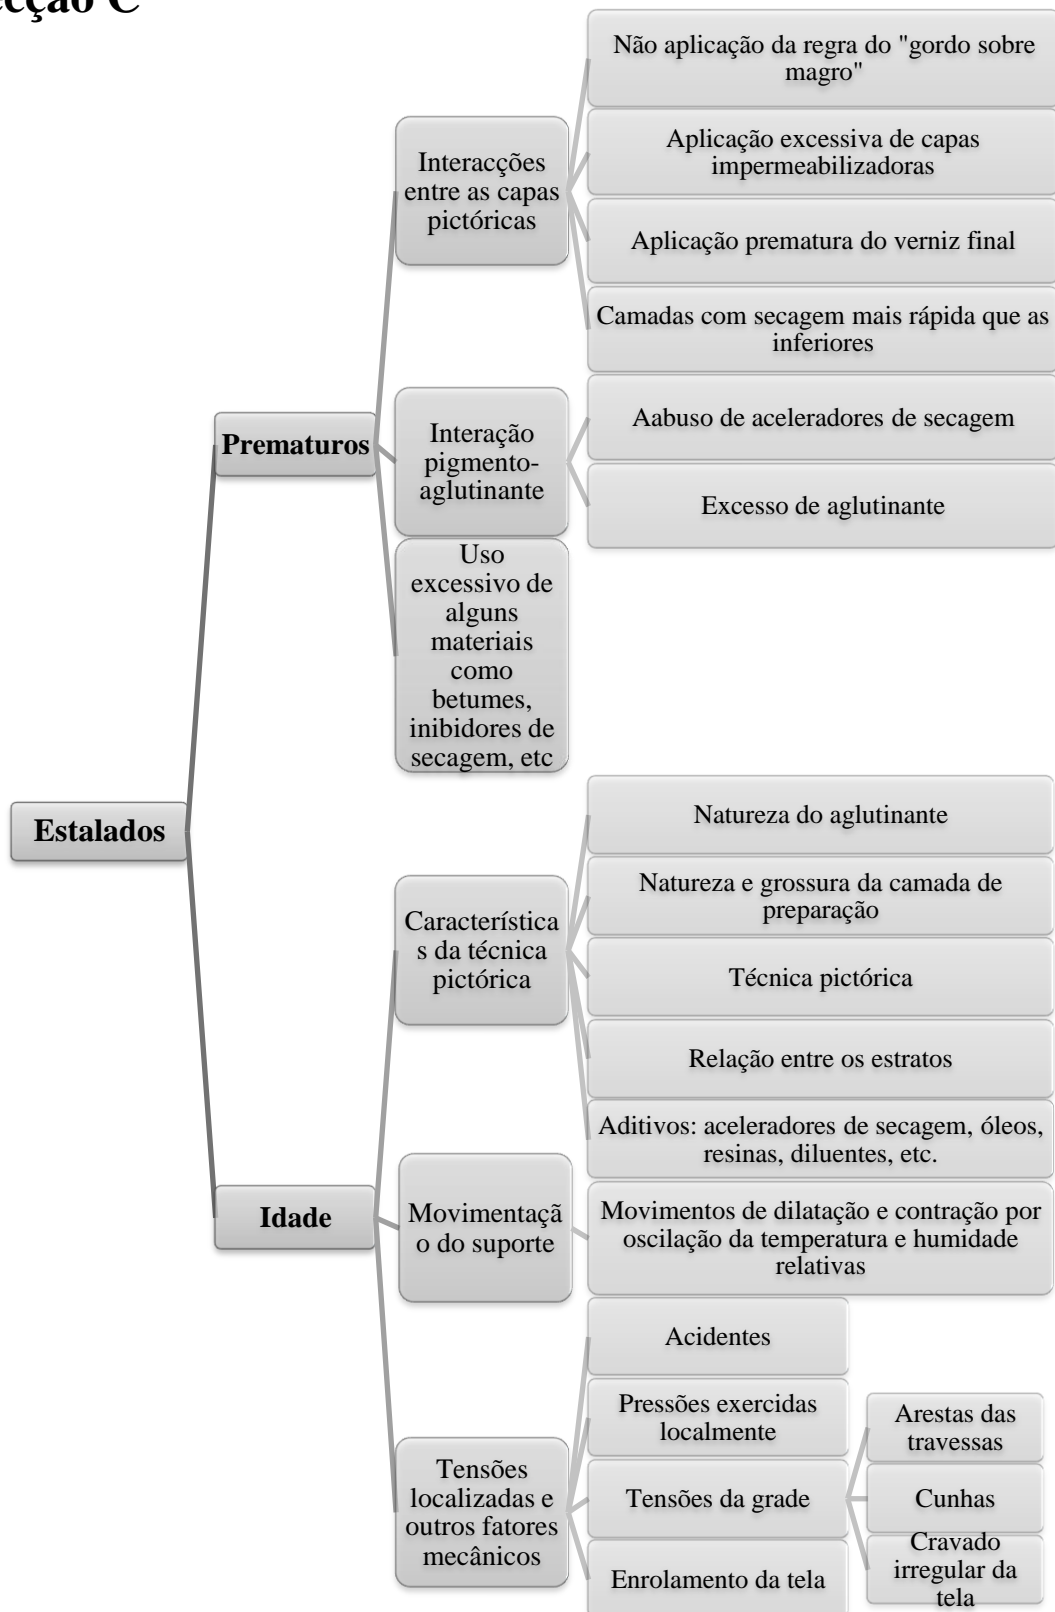 Não aplicação da regra do "gordo sobre
magro"
Interacções
entre as capas
pictóricas
Aplicação excessiva de capas
impermeabilizadoras
Aplicação prematura do verniz final
Camadas com secagem mais rápida que as
inferiores
Prematuros
Interação
pigmento-
aglutinante
Aabuso de aceleradores de secagem
Excesso de aglutinante
Uso
excessivo de
alguns
materiais
como
betumes,
inibidores de
secagem, etc
Estalados
Natureza do aglutinante
Característica
s da técnica
pictórica
Natureza e grossura da camada de
preparação
Técnica pictórica
Relação entre os estratos
Aditivos: aceleradores de secagem, óleos,
resinas, diluentes, etc.
Idade
Movimentaçã
o do suporte
Movimentos de dilatação e contração por
oscilação da temperatura e humidade
relativas
Tensões
localizadas e
outros fatores
mecânicos
Acidentes
Pressões exercidas
localmente
Tensões da grade
Arestas das
travessas
Cunhas
Cravado
irregular da
tela
Enrolamento da tela